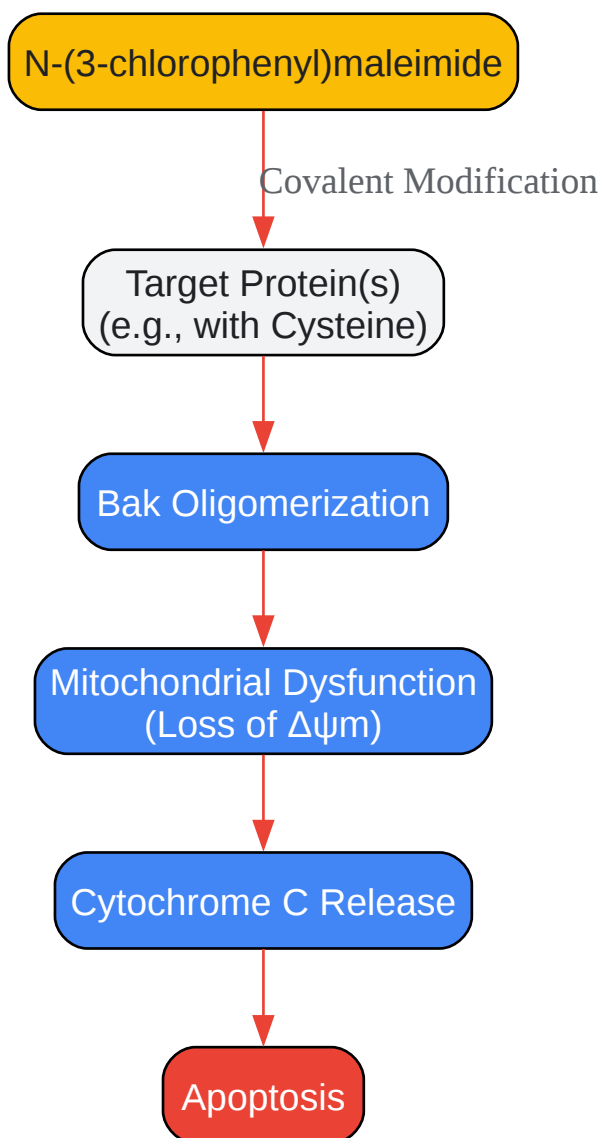 N-(3-chlorophenyl)maleimide
Covalent Modification
Target Protein(s)
(e.g., with Cysteine)
Bak Oligomerization
Mitochondrial Dysfunction
(Loss of Δψm)
Cytochrome C Release
Apoptosis